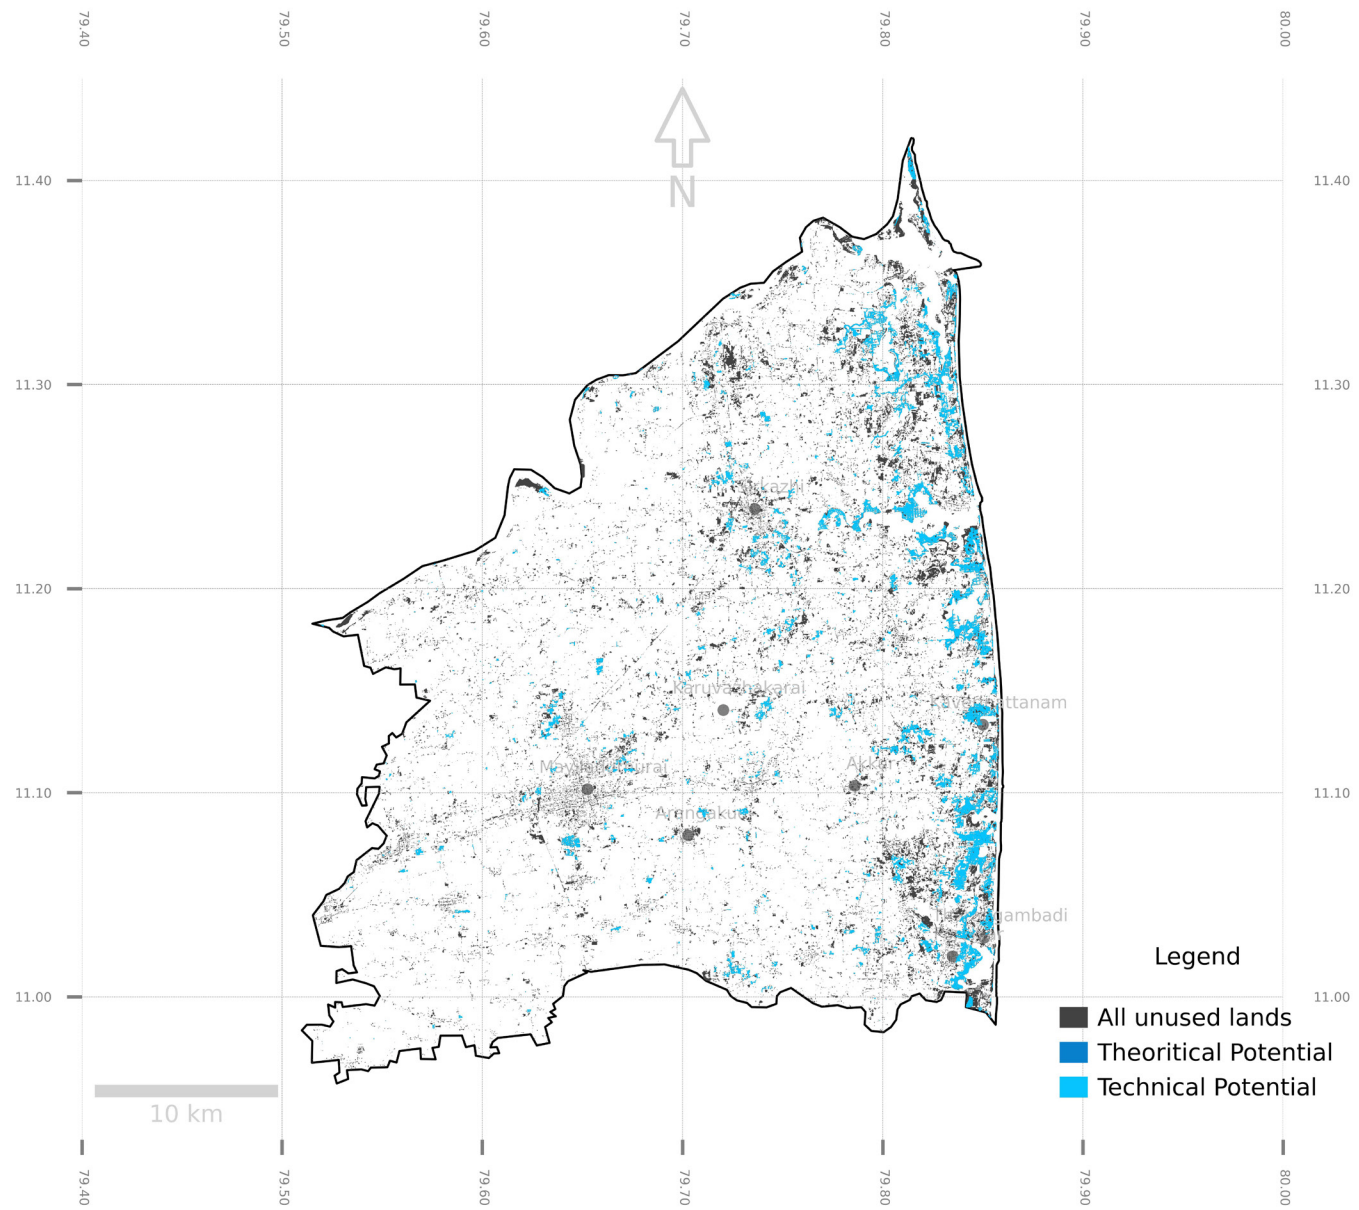 79.40 79.50 79.60 79.70 79.80 79.90 80.00
N
11.40 11.40
11.30 11.30
11.20 11.20
Karuvazhakarai
11.10 11.10
11.00 11.00
Legend
All unused lands
Theoritical Potential
Technical Potential
10 km
79.40 79.50 79.60 79.70 79.80 79.90 80.00